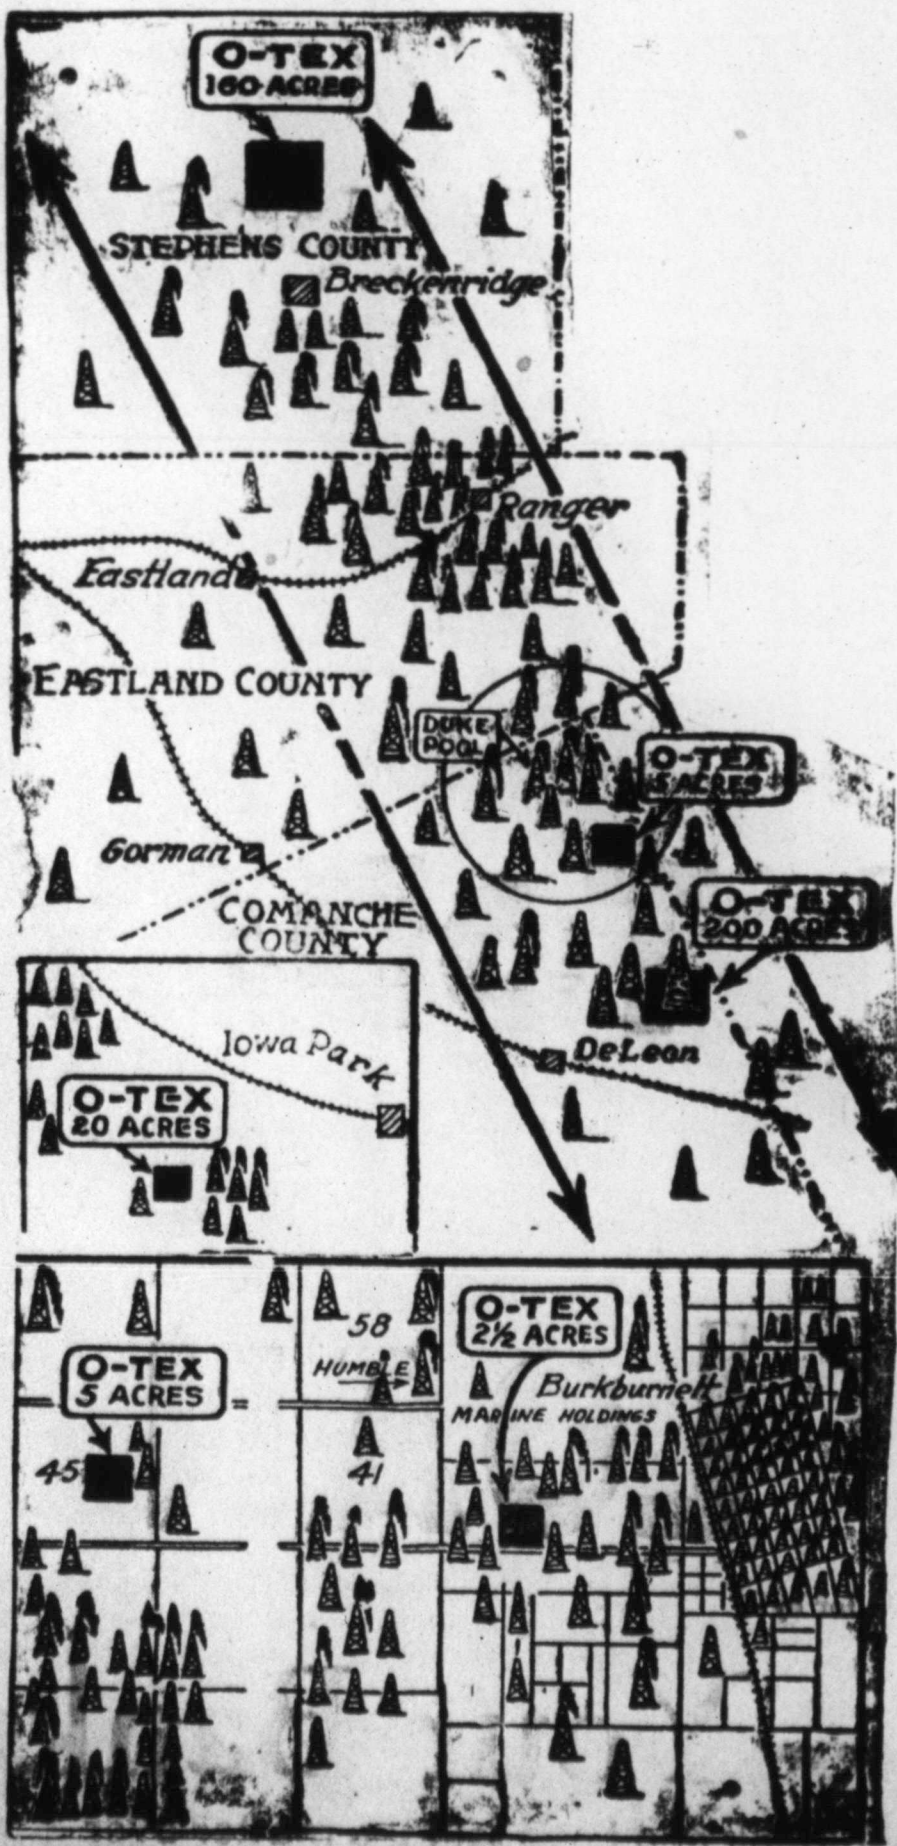 O-TEX
160 ACRES
STEPHENS COUNTY
Breckenridge
Ranger
Eastland
EASTLAND COUNTY
DUKE
POOL
O-TEX
5 ACRES
Gorman
COMANCHE
COUNTY
O-TEX
200 ACRES
DeLeon
Iowa Park
O-TEX
20 ACRES
O-TEX
2½ ACRES
58
HUMBLE
O-TEX
5 ACRES
Burkburnett
MARINE HOLDINGS
45
41